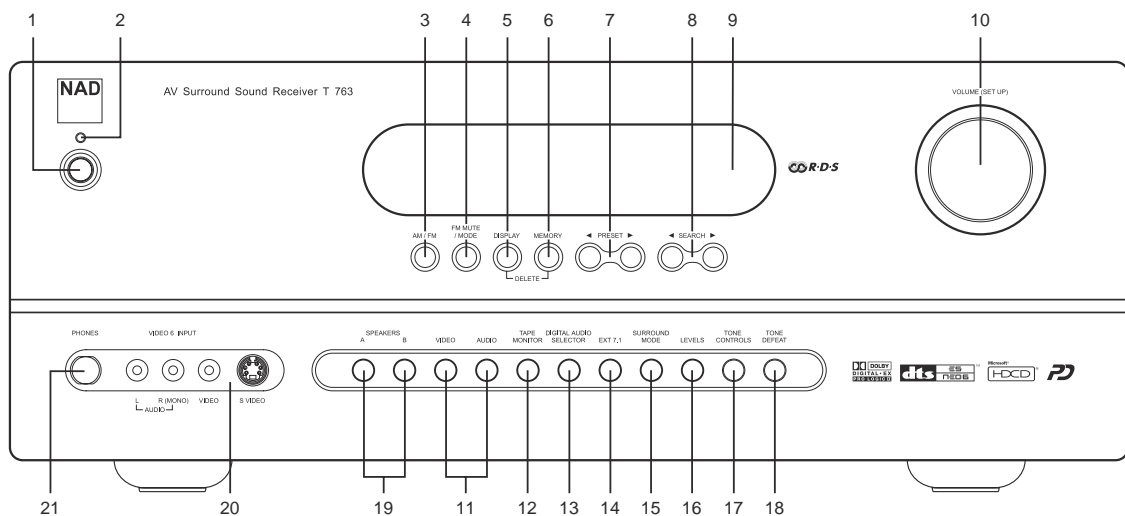 1 2 3 4 5 6 7 8 9 10
NAD
AV Surround Sound Receiver T 763
VOLUME (SET UP)
R·D·S
AM / FM
FM MUTE
/ MODE
DISPLAY
MEMORY
◄ PRESET ►
◄ SEARCH ►
DELETE
PHONES
VIDEO 6 INPUT
L
R (MONO)
AUDIO
VIDEO
S VIDEO
SPEAKERS
A B
VIDEO
AUDIO
TAPE
MONITOR
DIGITAL AUDIO
SELECTOR
EXT 7,1
SURROUND
MODE
LEVELS
TONE
CONTROLS
TONE
DEFEAT
DOLBY
DIGITAL·EX
PRO LOGIC II
dts
ES
NEO:6
™
Microsoft®
HDCD®
PD
21 20 19 11 12 13 14 15 16 17 18